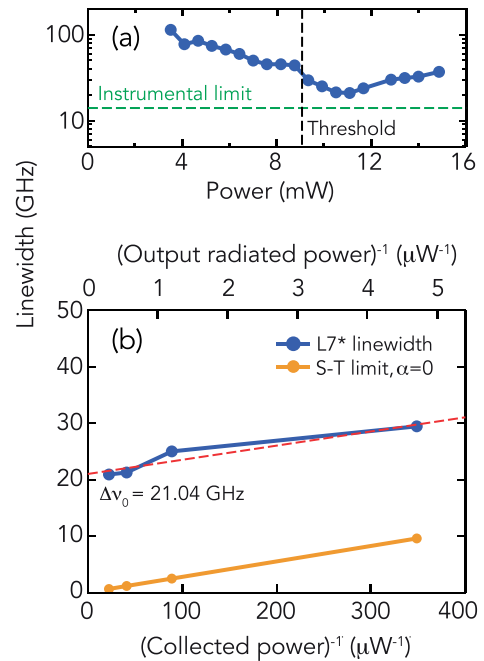 (a)
100
10
Instrumental limit
Threshold
0 4 8 12 16
Power (mW)
Linewidth (GHz)
(Output radiated power)-1 (μW-1)
0 1 2 3 4 5
(b)
50
40
30
20
10
0
L7* linewidth
S-T limit, α=0
Δν0 = 21.04 GHz
0 100 200 300 400
(Collected power)-1 (μW-1)